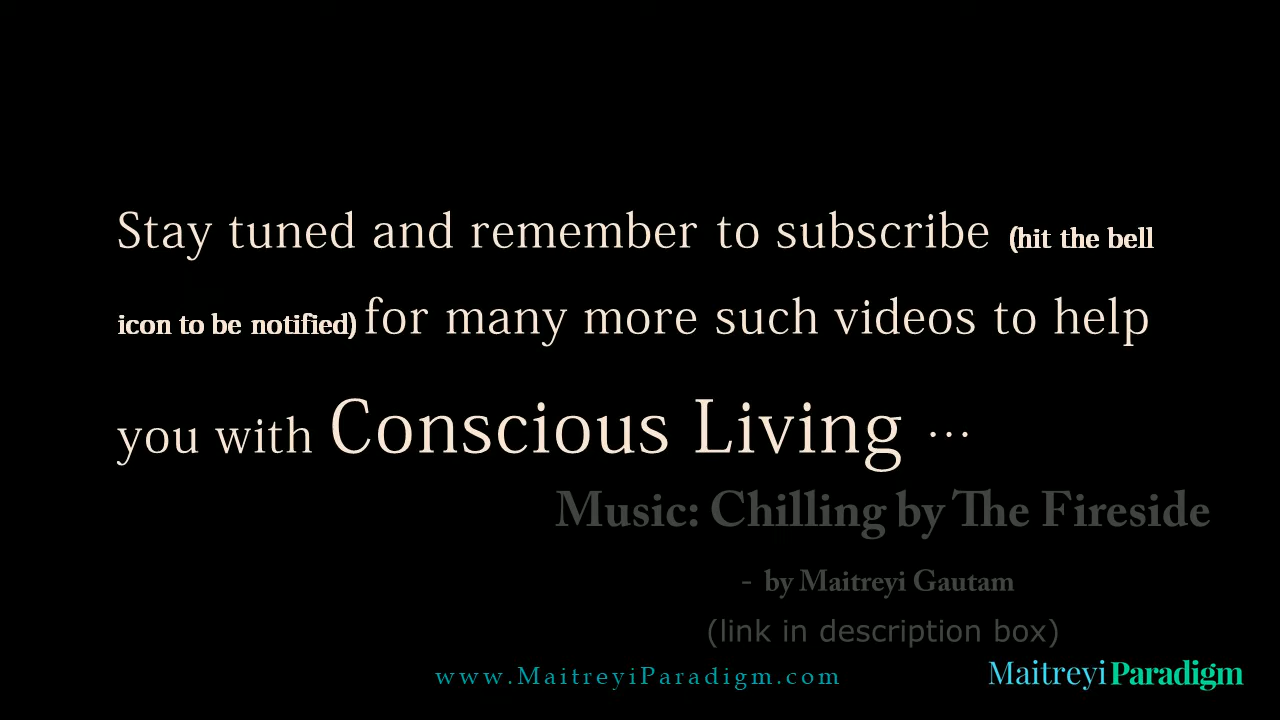 Stay tuned and remember to subscribe (hit the bell
icon to be notified) for many more such videos to help
you with Conscious Living ...
Music: Chilling by The Fireside
- by Maitreyi Gautam
(link in description box)
www.MaitreyiParadigm.com
Maitreyi Paradigm